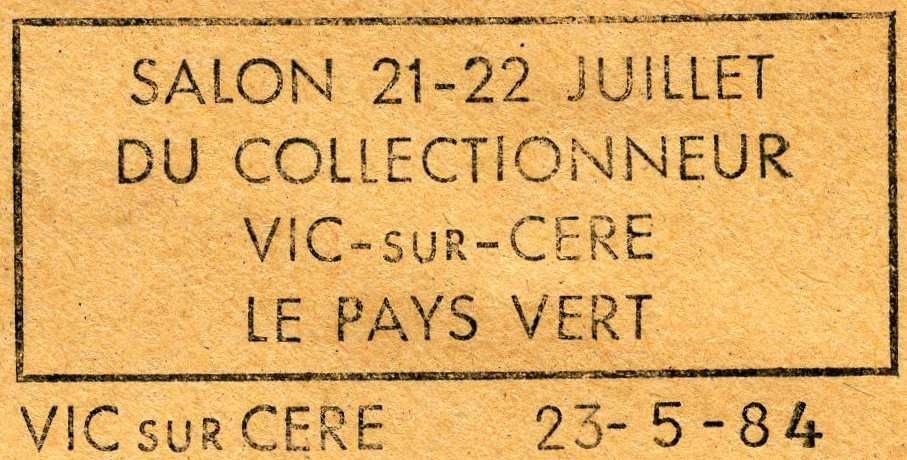 SALON 21-22 JUILLET
DU COLLECTIONNEUR
VIC-SUR-CERE
LE PAYS VERT
VIC SUR CERE 23-5-84